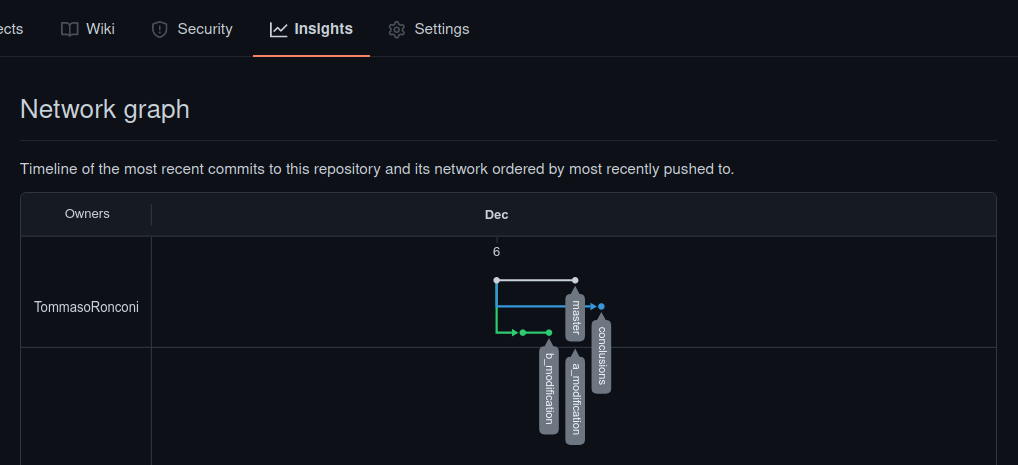 ects Wiki Security Insights Settings
Network graph
Timeline of the most recent commits to this repository and its network ordered by most recently pushed to.
Owners Dec
6
TommasoRonconi
master
conclusions
b_modification
a_modification